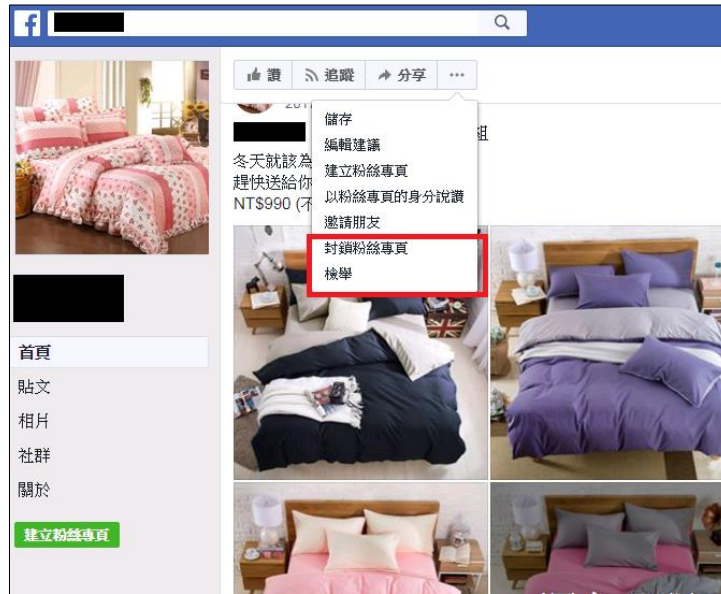 f
讚 追蹤 分享 ...
儲存
編輯建議
建立粉絲專頁
以粉絲專頁的身分說讚
邀請朋友
封鎖粉絲專頁
檢舉
組
冬天就該為
趕快送給你
NT$990 (不
首頁
貼文
相片
社群
關於
建立粉絲專頁